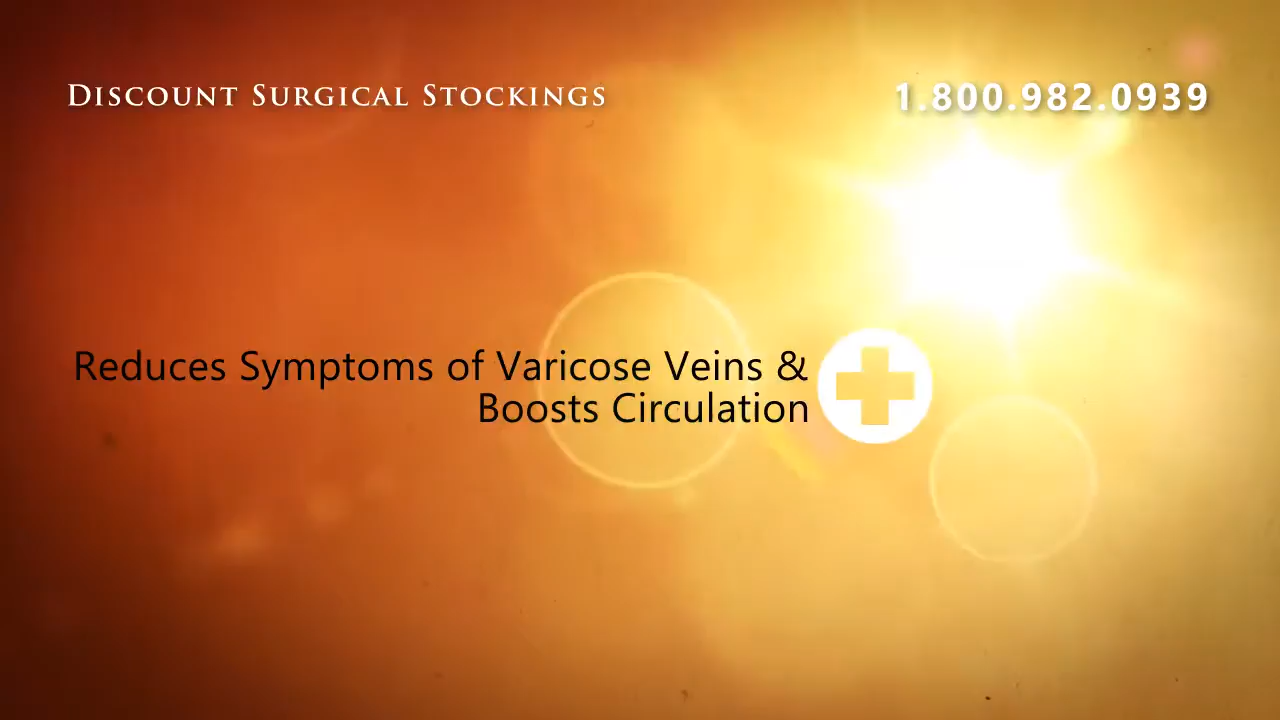 Discount Surgical Stockings
1.800.982.0939
Reduces Symptoms of Varicose Veins &
Boosts Circulation